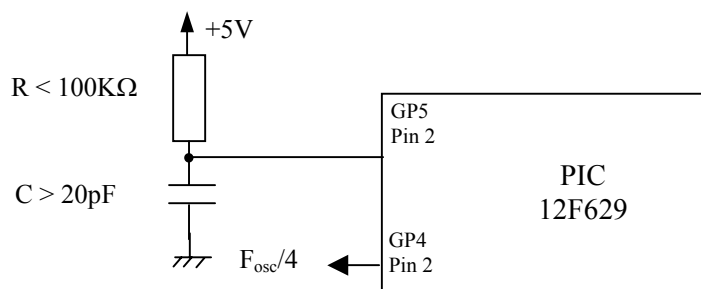 +5V
R < 100KΩ
GP5
Pin 2
PIC
12F629
C > 20pF
GP4
Pin 2
Fosc/4